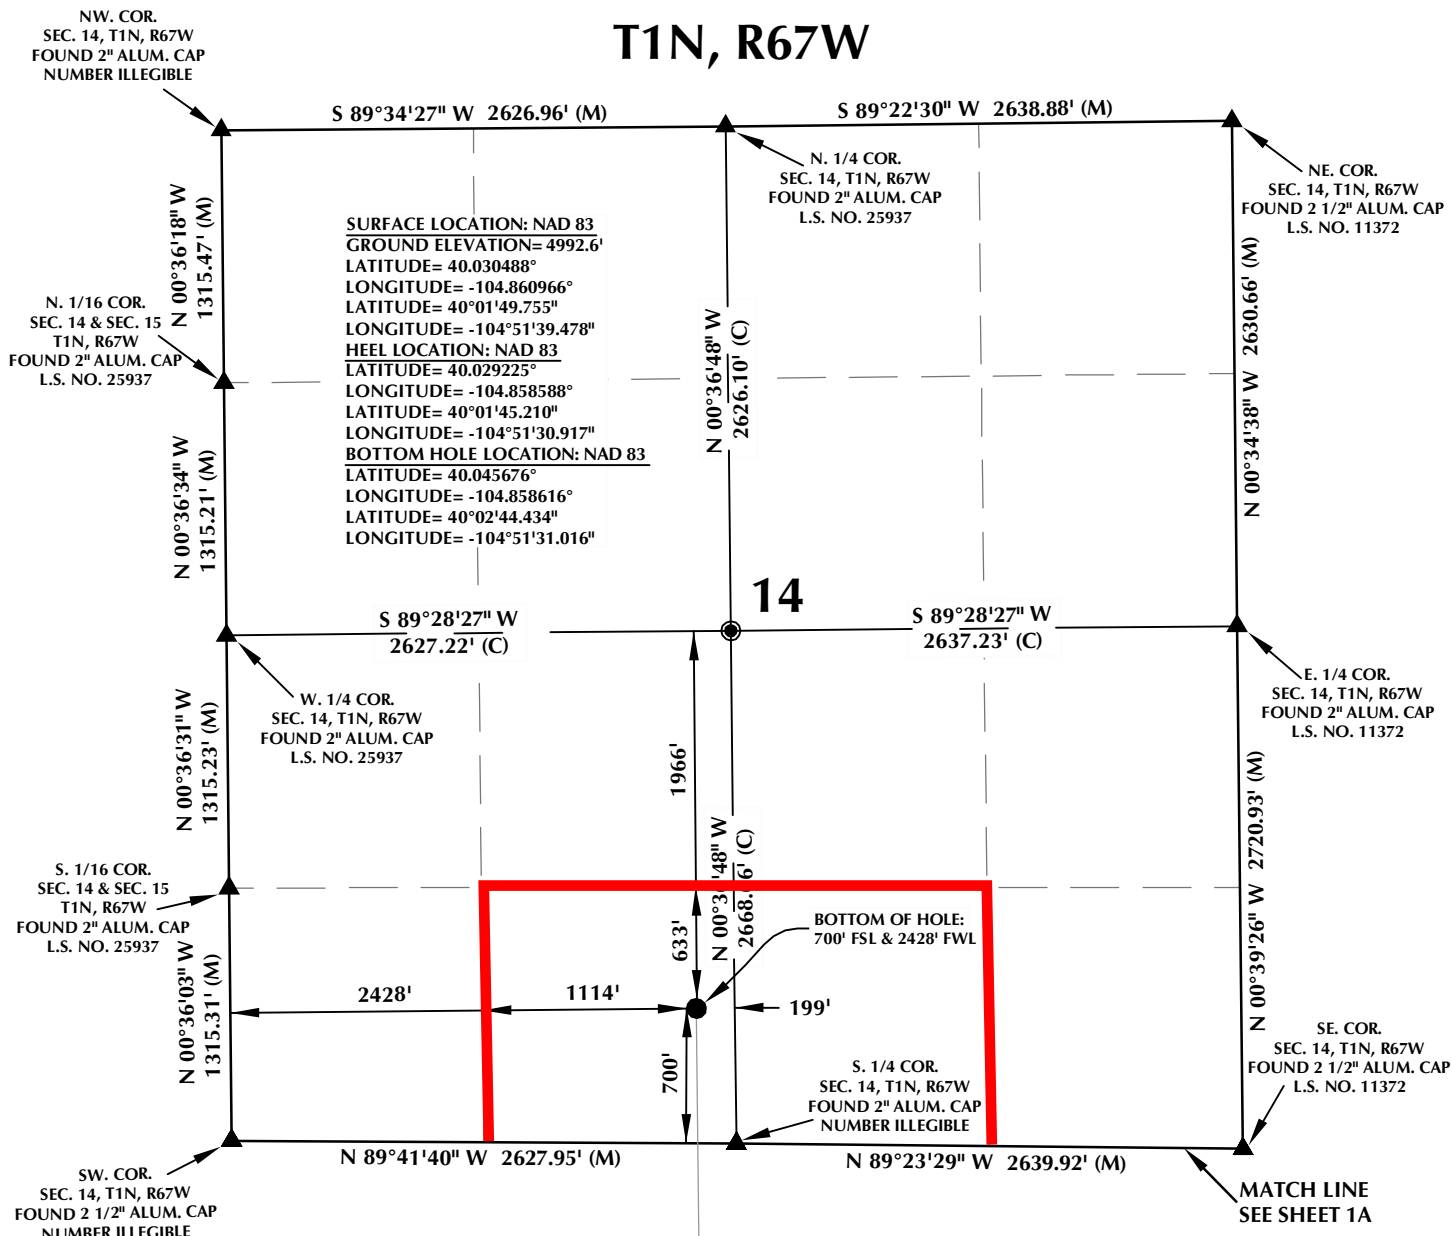 T1N, R67W
NW. COR.
SEC. 14, T1N, R67W
FOUND 2" ALUM. CAP
NUMBER ILLEGIBLE
S 89°34'27" W 2626.96' (M)
S 89°22'30" W 2638.88' (M)
N. 1/4 COR.
SEC. 14, T1N, R67W
FOUND 2" ALUM. CAP
L.S. NO. 25937
NE. COR.
SEC. 14, T1N, R67W
FOUND 2 1/2" ALUM. CAP
L.S. NO. 11372
N 00°36'18" W
1315.47' (M)
SURFACE LOCATION: NAD 83
GROUND ELEVATION= 4992.6'
LATITUDE= 40.030488°
LONGITUDE= -104.860966°
LATITUDE= 40°01'49.755"
LONGITUDE= -104°51'39.478"
HEEL LOCATION: NAD 83
LATITUDE= 40.029225°
LONGITUDE= -104.858588°
LATITUDE= 40°01'45.210"
LONGITUDE= -104°51'30.917"
BOTTOM HOLE LOCATION: NAD 83
LATITUDE= 40.045676°
LONGITUDE= -104.858616°
LATITUDE= 40°02'44.434"
LONGITUDE= -104°51'31.016"
N. 1/16 COR.
SEC. 14 & SEC. 15
T1N, R67W
FOUND 2" ALUM. CAP
L.S. NO. 25937
N 00°36'48" W
2626.10' (C)
N 00°34'38" W 2630.66' (M)
N 00°36'34" W
1315.21' (M)
14
S 89°28'27" W
2627.22' (C)
S 89°28'27" W
2637.23' (C)
W. 1/4 COR.
SEC. 14, T1N, R67W
FOUND 2" ALUM. CAP
L.S. NO. 25937
E. 1/4 COR.
SEC. 14, T1N, R67W
FOUND 2" ALUM. CAP
L.S. NO. 11372
N 00°36'31" W
1315.23' (M)
1966'
N 00°39'26" W 2720.93' (M)
S. 1/16 COR.
SEC. 14 & SEC. 15
T1N, R67W
FOUND 2" ALUM. CAP
L.S. NO. 25937
633'
BOTTOM OF HOLE:
700' FSL & 2428' FWL
N 00°36'03" W
1315.31' (M)
2428'
1114'
199'
700'
S. 1/4 COR.
SEC. 14, T1N, R67W
FOUND 2" ALUM. CAP
NUMBER ILLEGIBLE
SE. COR.
SEC. 14, T1N, R67W
FOUND 2 1/2" ALUM. CAP
L.S. NO. 11372
N 89°41'40" W 2627.95' (M)
N 89°23'29" W 2639.92' (M)
SW. COR.
SEC. 14, T1N, R67W
FOUND 2 1/2" ALUM. CAP
NUMBER ILLEGIBLE
MATCH LINE
SEE SHEET 1A